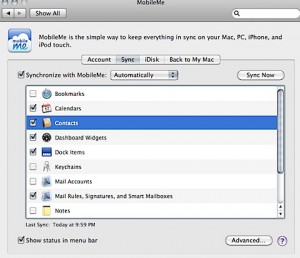 MobileMe
Show All
mobile
me
MobileMe is the simple way to keep everything in sync on your Mac, PC, iPhone, and
iPod touch.
Account Sync iDisk Back to My Mac
Synchronize with MobileMe: Automatically Sync Now
Bookmarks
Calendars
Contacts
Dashboard Widgets
Dock Items
Keychains
Mail Accounts
Mail Rules, Signatures, and Smart Mailboxes
Notes
Last Sync: Today at 9:59 PM
Show status in menu bar Advanced... ?